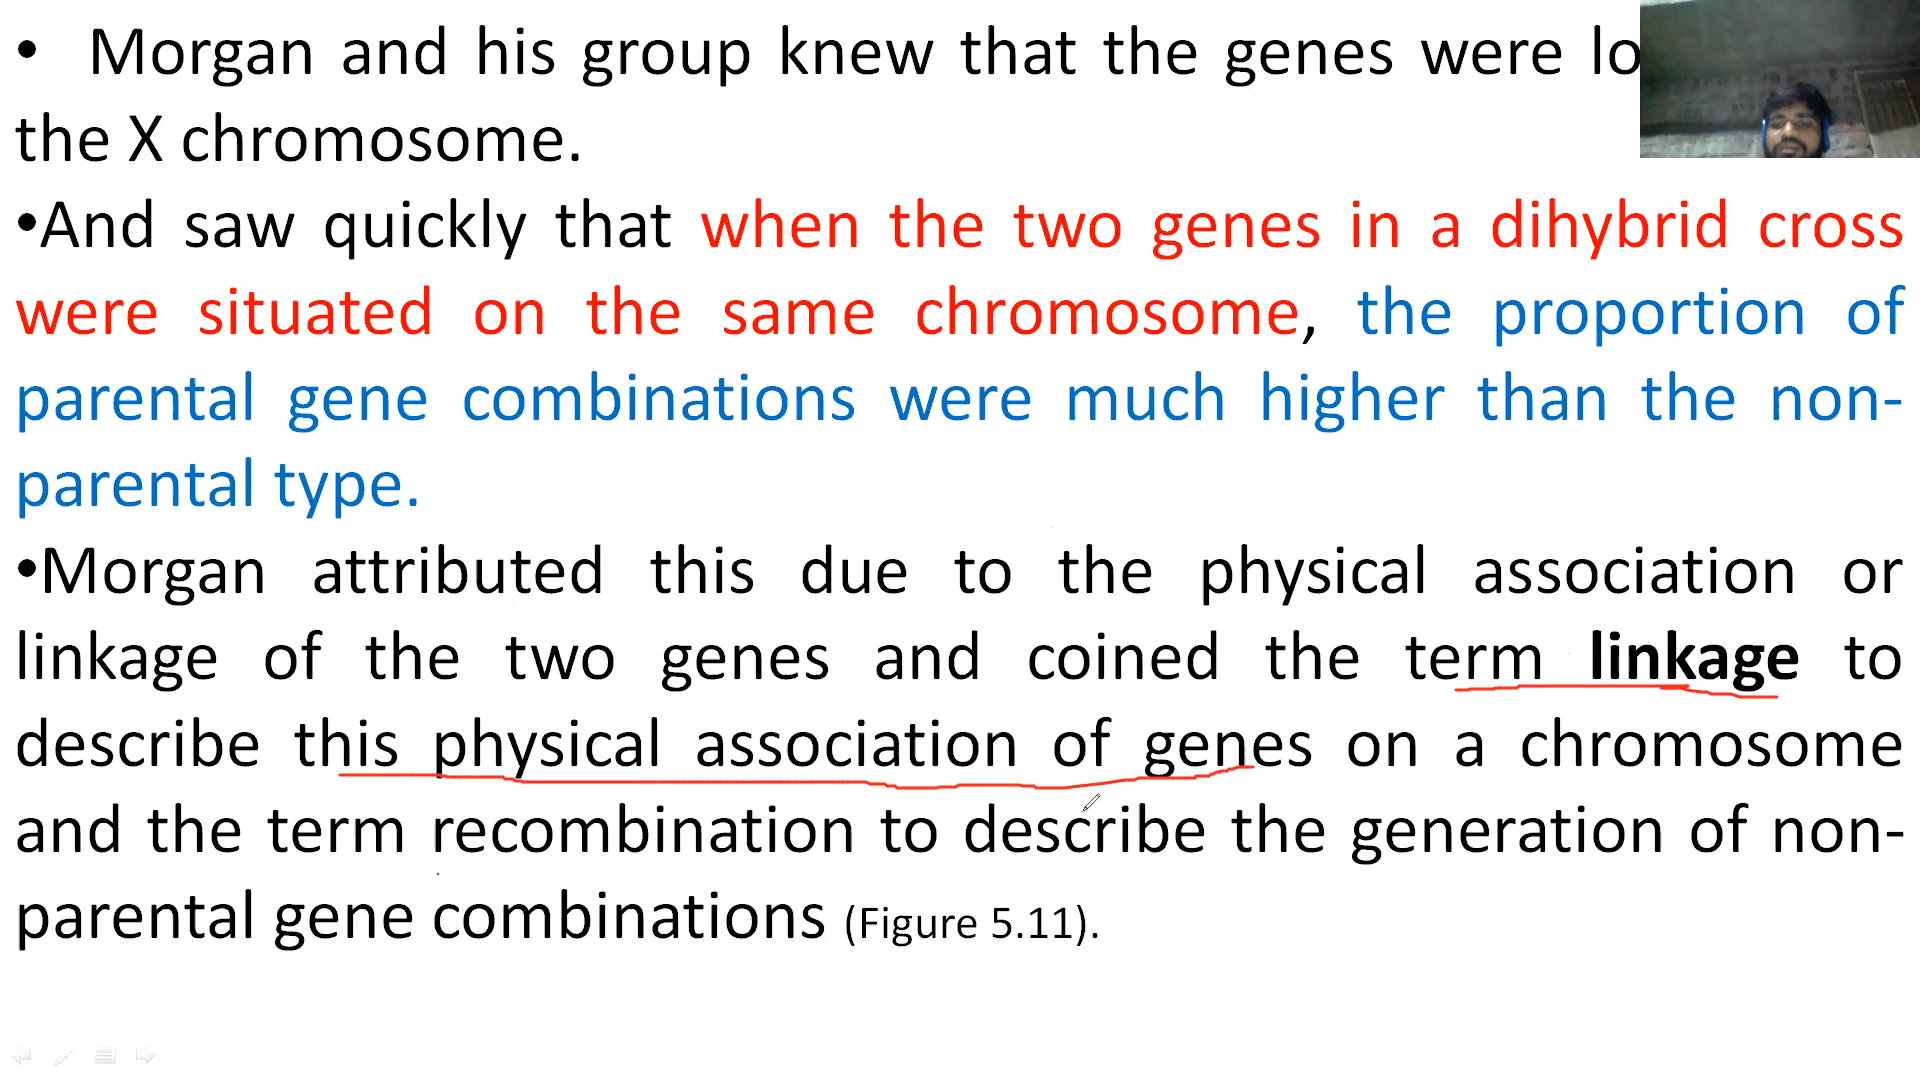 • Morgan and his group knew that the genes were lo
the X chromosome.
•And saw quickly that when the two genes in a dihybrid cross
were situated on the same chromosome, the proportion of
parental gene combinations were much higher than the non-
parental type.
•Morgan attributed this due to the physical association or
linkage of the two genes and coined the term linkage to
describe this physical association of genes on a chromosome
and the term recombination to describe the generation of non-
parental gene combinations (Figure 5.11).